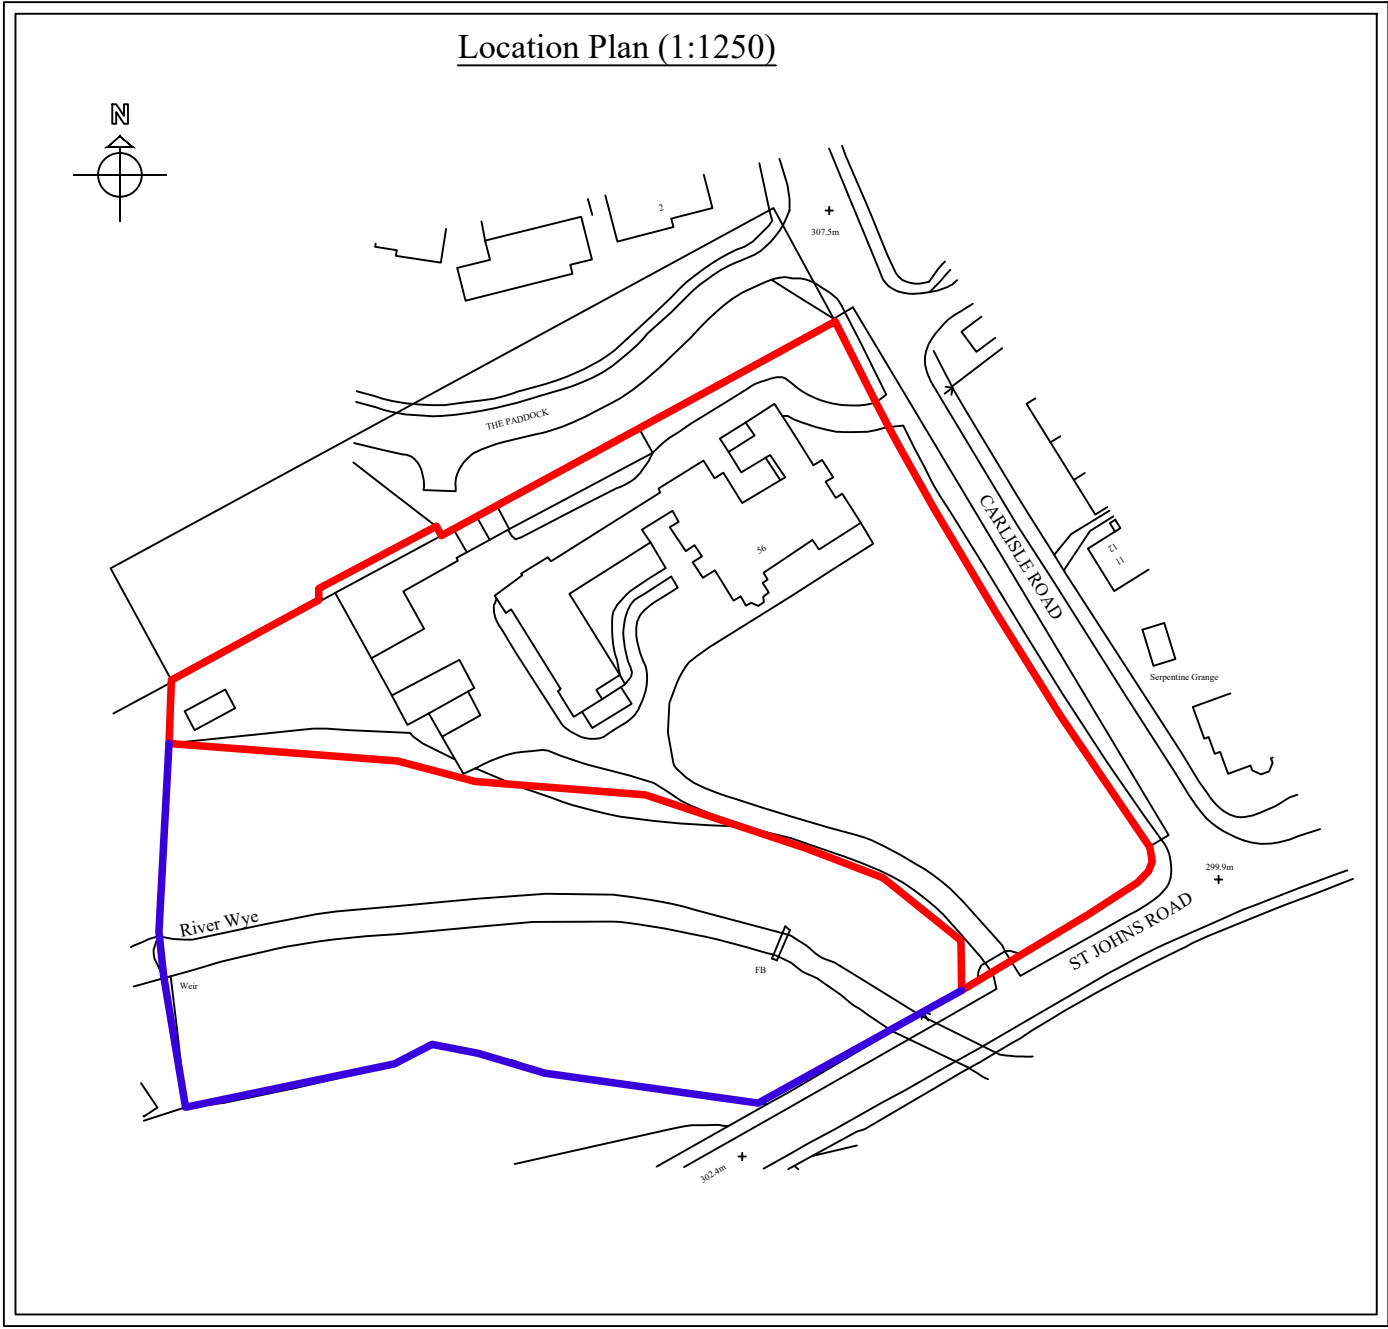 Location Plan (1:1250)
N
2
307.5m
THE PADDOCK
CARLISLE ROAD
56
12
11
Serpentine Grange
299.9m
ST JOHNS ROAD
River Wye
FB
Weir
302.4m